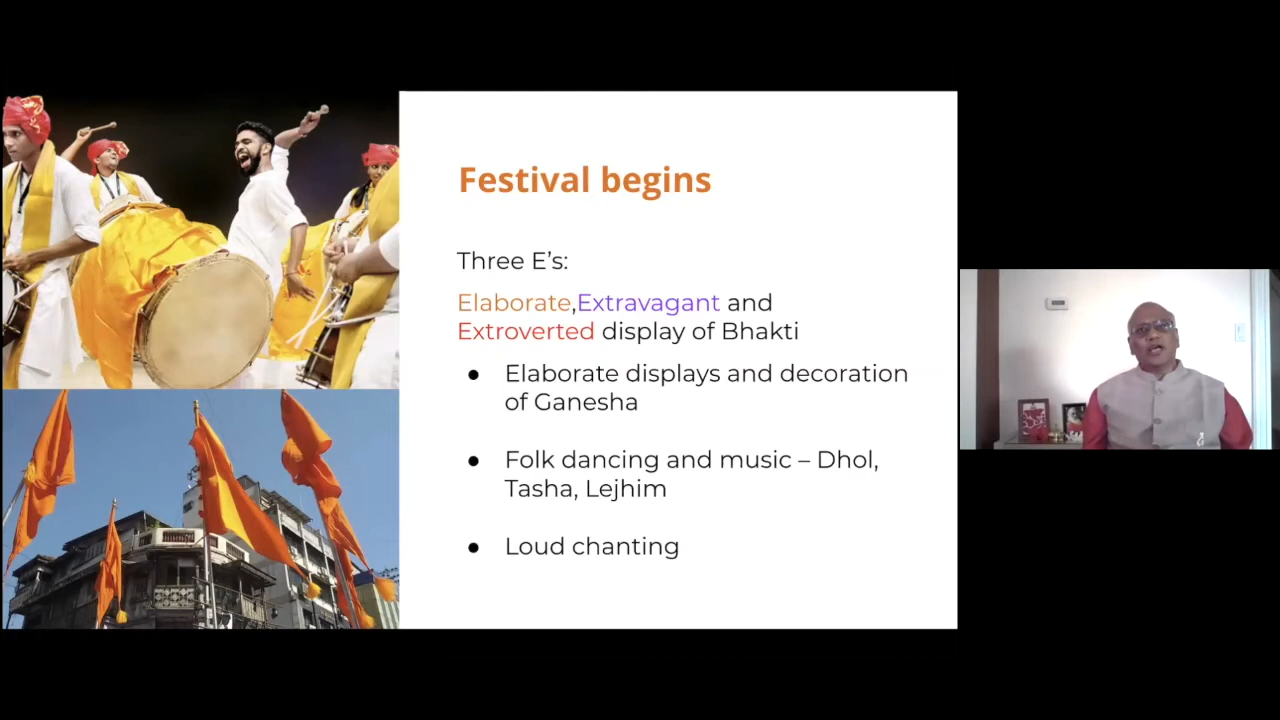 Festival begins
Three E’s:
Elaborate,Extravagant and
Extroverted display of Bhakti
● Elaborate displays and decoration
of Ganesha
● Folk dancing and music – Dhol,
Tasha, Lejhim
● Loud chanting